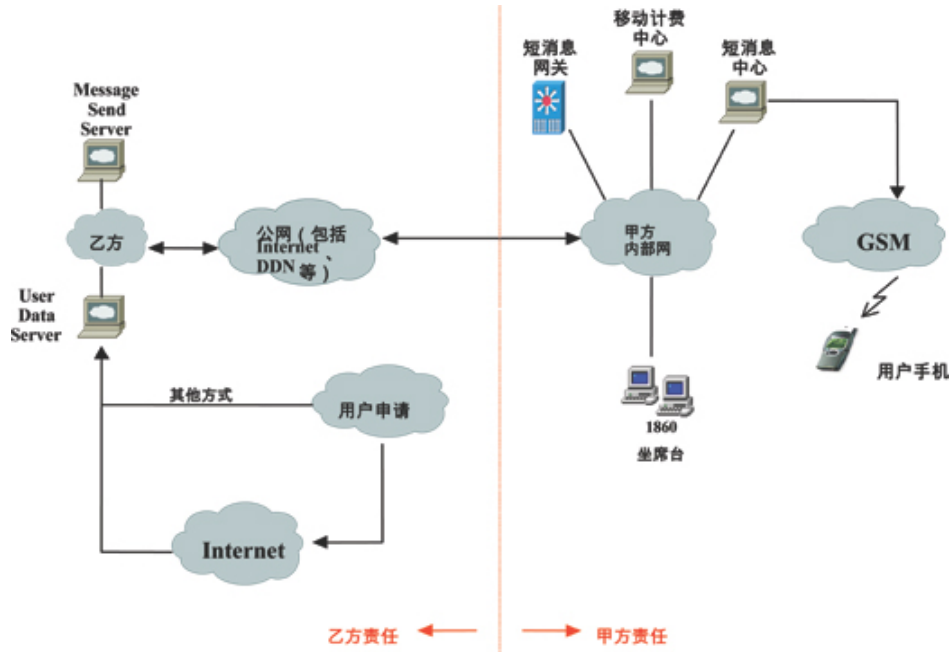 移动计费
中心
短消息
网关
短消息
中心
Message
Send
Server
乙方
公网（包括
Internet、
DDN 等）
甲方
内部网
GSM
User
Data
Server
用户手机
其他方式
用户申请
1860
坐席台
Internet
乙方责任
甲方责任